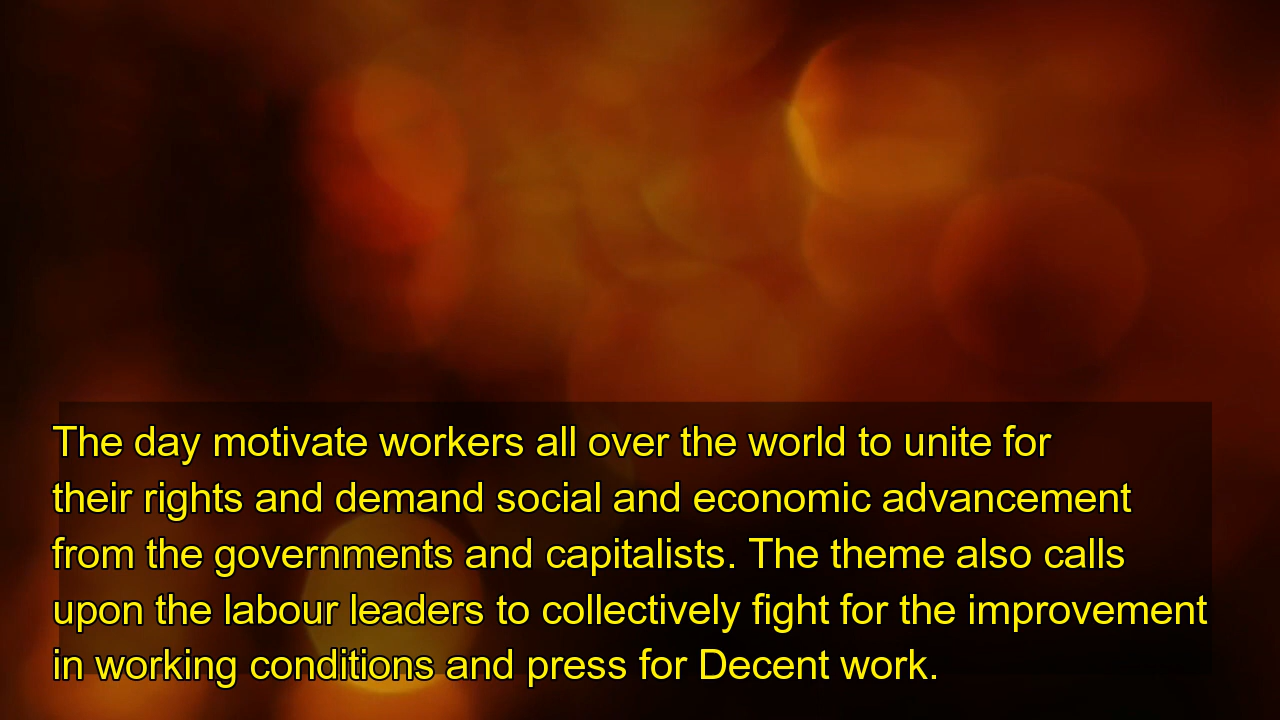 The day motivate workers all over the world to unite for
their rights and demand social and economic advancement
from the governments and capitalists. The theme also calls
upon the labour leaders to collectively fight for the improvement
in working conditions and press for Decent work.